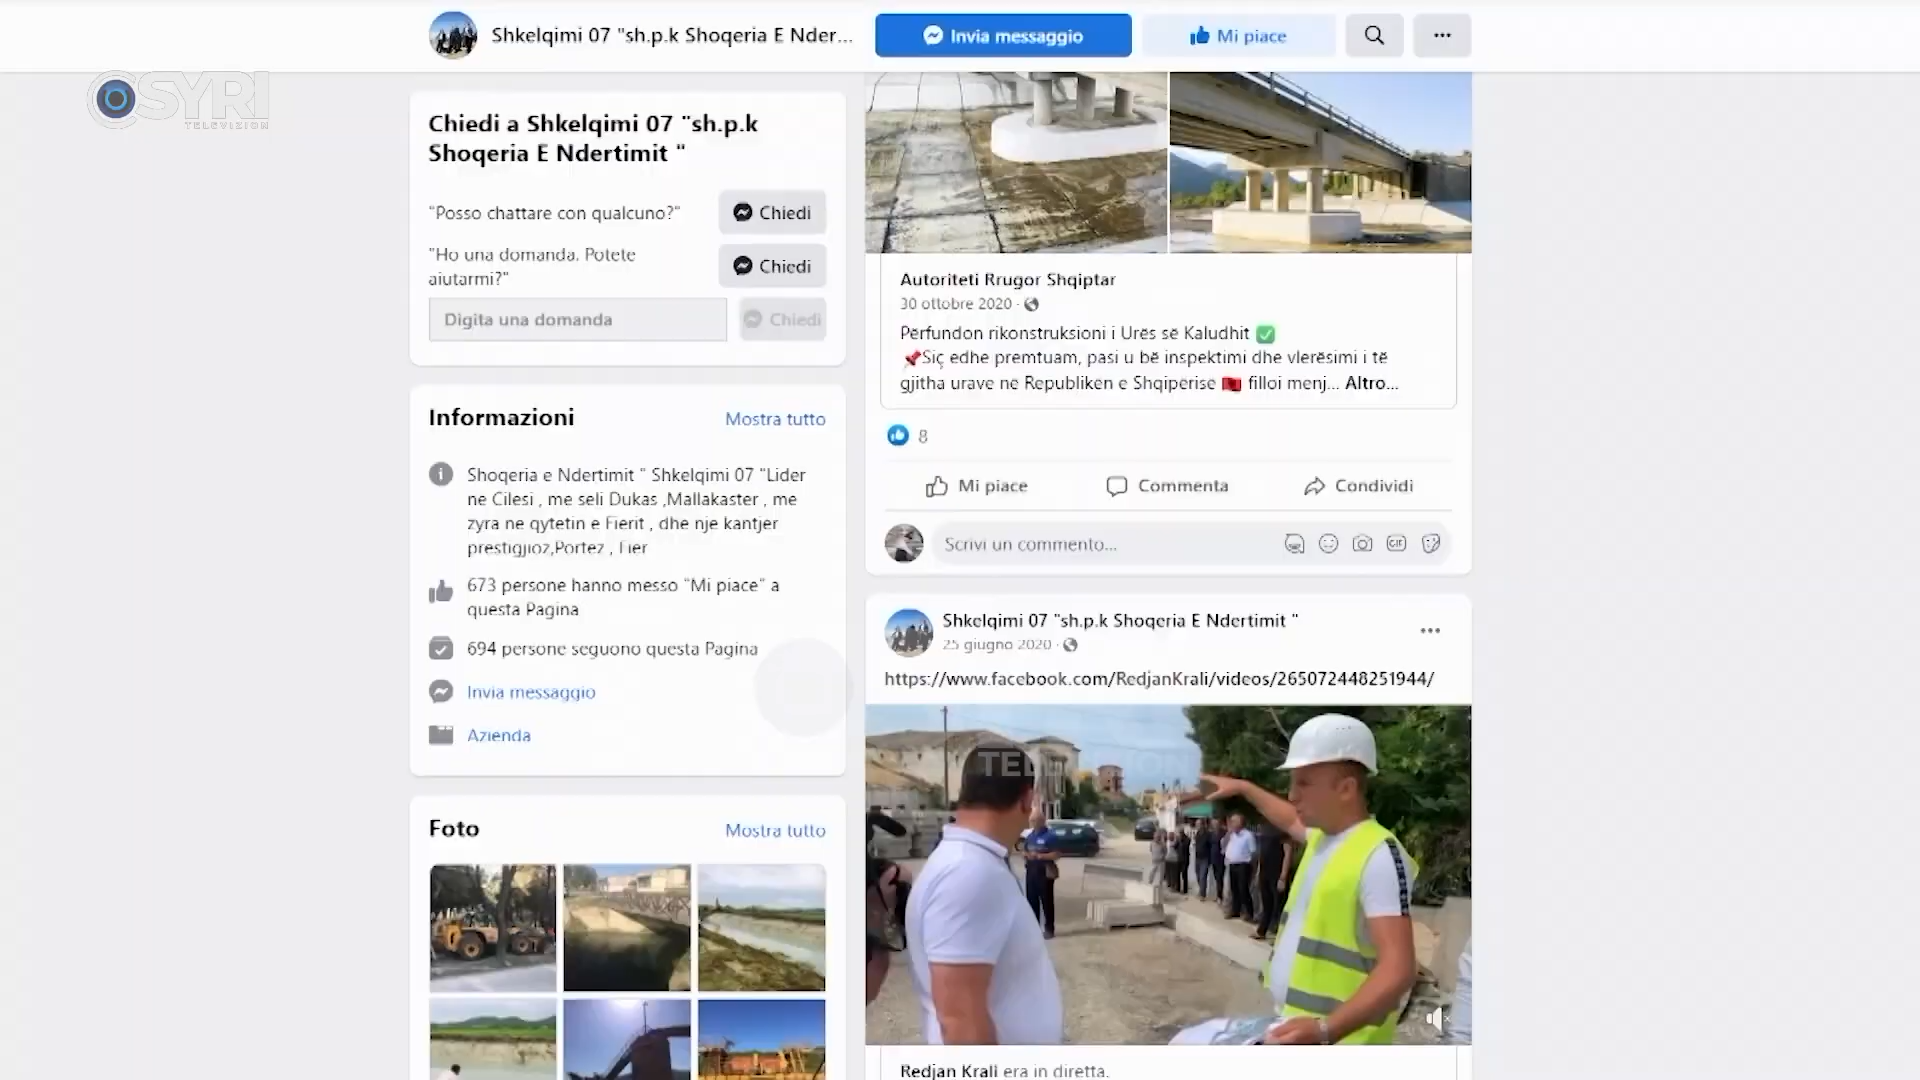 Shkelqimi 07 "sh.p.k Shoqeria E Nder...
Invia messaggio
Mi piace
SYRI
TELEVIZION
Chiedi a Shkelqimi 07 "sh.p.k
Shoqeria E Ndertimit "
"Posso chattare con qualcuno?"
Chiedi
"Ho una domanda. Potete
aiutarmi?"
Chiedi
Digita una domanda
Chiedi
Informazioni
Mostra tutto
Shoqeria e Ndertimit " Shkelqimi 07 "Lider
ne Cilesi , me seli Dukas ,Mallakaster , me
zyra ne qytetin e Fierit , dhe nje kantjer
prestigjioz,Portez , Fier
673 persone hanno messo "Mi piace" a
questa Pagina
694 persone seguono questa Pagina
Invia messaggio
Azienda
Foto
Mostra tutto
Autoriteti Rrugor Shqiptar
30 ottobre 2020 ·
Përfundon rikonstruksioni i Urës së Kaludhit ✅
📌Siç edhe premtuam, pasi u bë inspektimi dhe vlerësimi i të
gjitha urave ne Republiken e Shqiperise 🇦🇱 filloi menj... Altro...
8
Mi piace
Commenta
Condividi
Scrivi un commento...
GIF
Shkelqimi 07 "sh.p.k Shoqeria E Ndertimit "
25 giugno 2020 ·
https://www.facebook.com/RedjanKrali/videos/265072448251944/
TELEVIZION
Redjan Krali era in diretta.